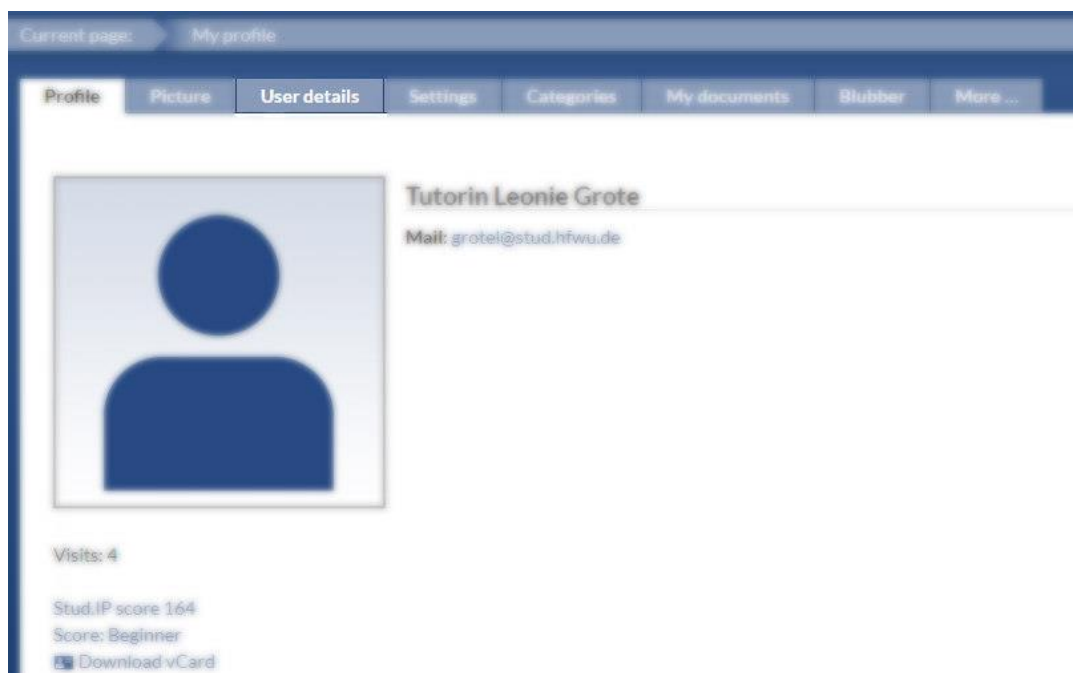 Current page: My profile
Profile Picture User details Settings Categories My documents Blubber More ...
Tutorin Leonie Grote
Mail: grotel@stud.hfwu.de
Visits: 4
Stud.IP score 164
Score: Beginner
Download vCard